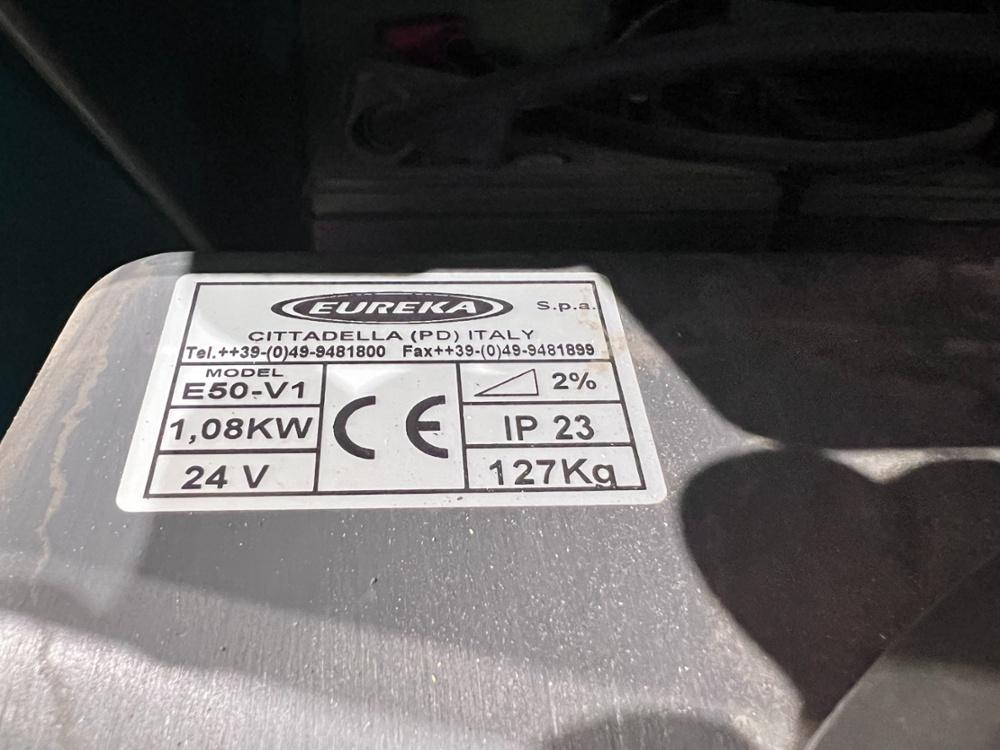 EUREKA S.p.a.
CITTADELLA (PD) ITALY
Tel.++39-(0)49-9481800 Fax++39-(0)49-9481899
MODEL
E50-V1
1,08KW
24 V
CE
2%
IP 23
127Kg